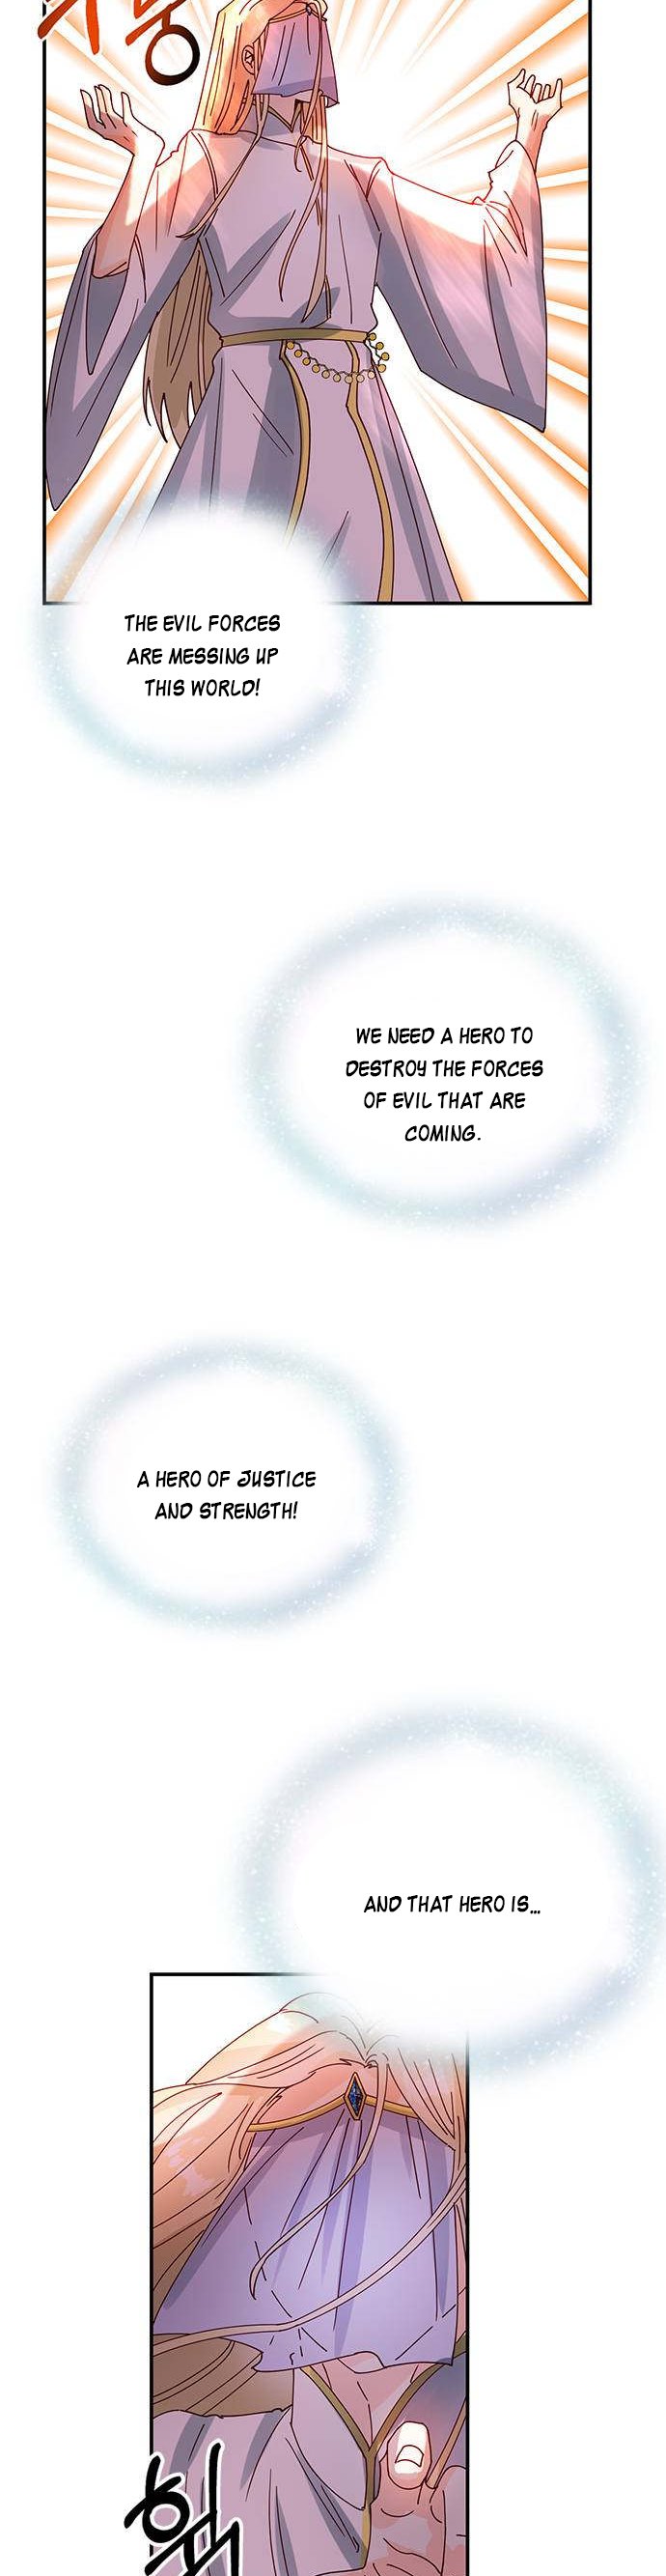 THE EVIL FORCES
ARE MESSING UP
THIS WORLD!
WE NEED A HERO TO
DESTROY THE FORCES
OF EVIL THAT ARE
COMING.
A HERO OF JUSTICE
AND STRENGTH!
AND THAT HERO IS...